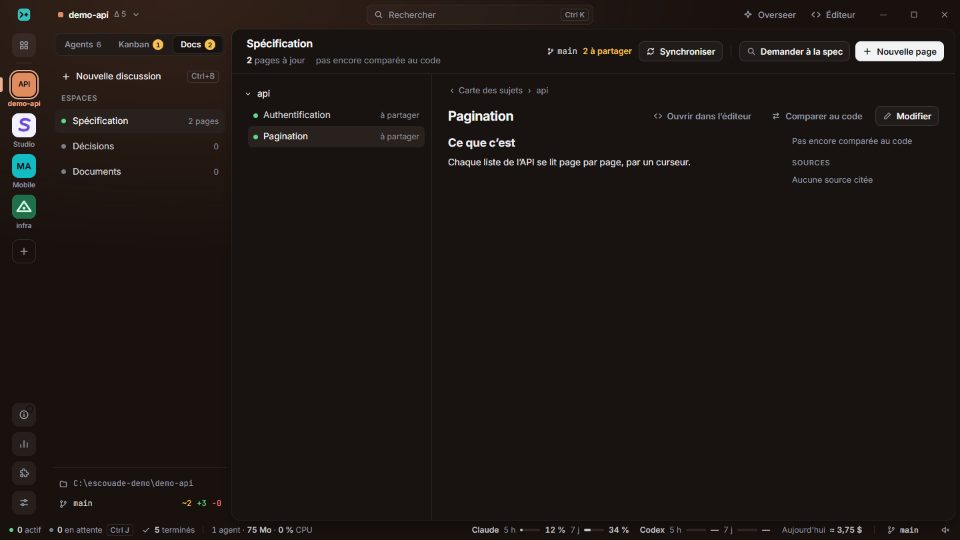 demo-api Δ 5
Rechercher Ctrl K
Overseer
Éditeur
Agents 6
Kanban 1
Docs 2
Nouvelle discussion Ctrl+B
ESPACES
Spécification 2 pages
Décisions 0
Documents 0
API
demo-api
S
Studio
MA
Mobile
infra
C:\escouade-demo\demo-api
main ~2 +3 -0
Spécification
2 pages à jour pas encore comparée au code
main 2 à partager
Synchroniser
Demander à la spec
Nouvelle page
api
Authentification à partager
Pagination à partager
Carte des sujets › api
Pagination
Ouvrir dans l'éditeur
Comparer au code
Modifier
Ce que c'est
Chaque liste de l'API se lit page par page, par un curseur.
Pas encore comparée au code
SOURCES
Aucune source citée
0 actif
0 en attente Ctrl J
5 terminés
1 agent · 75 Mo · 0 % CPU
Claude 5 h 12 % 7 j 34 %
Codex 5 h — 7 j —
Aujourd'hui ≈ 3,75 $
main